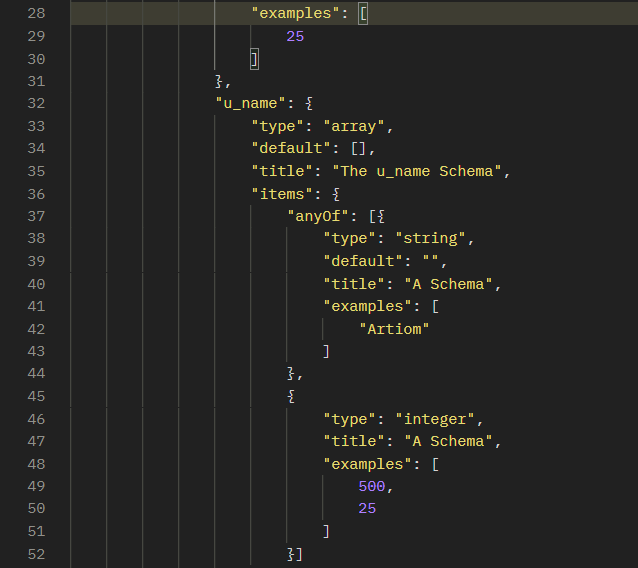 28 "examples": [
29 25
30 ]
31 },
32 "u_name": {
33 "type": "array",
34 "default": [],
35 "title": "The u_name Schema",
36 "items": {
37 "anyOf": [{
38 "type": "string",
39 "default": "",
40 "title": "A Schema",
41 "examples": [
42 "Artiom"
43 ]
44 },
45 {
46 "type": "integer",
47 "title": "A Schema",
48 "examples": [
49 500,
50 25
51 ]
52 }]